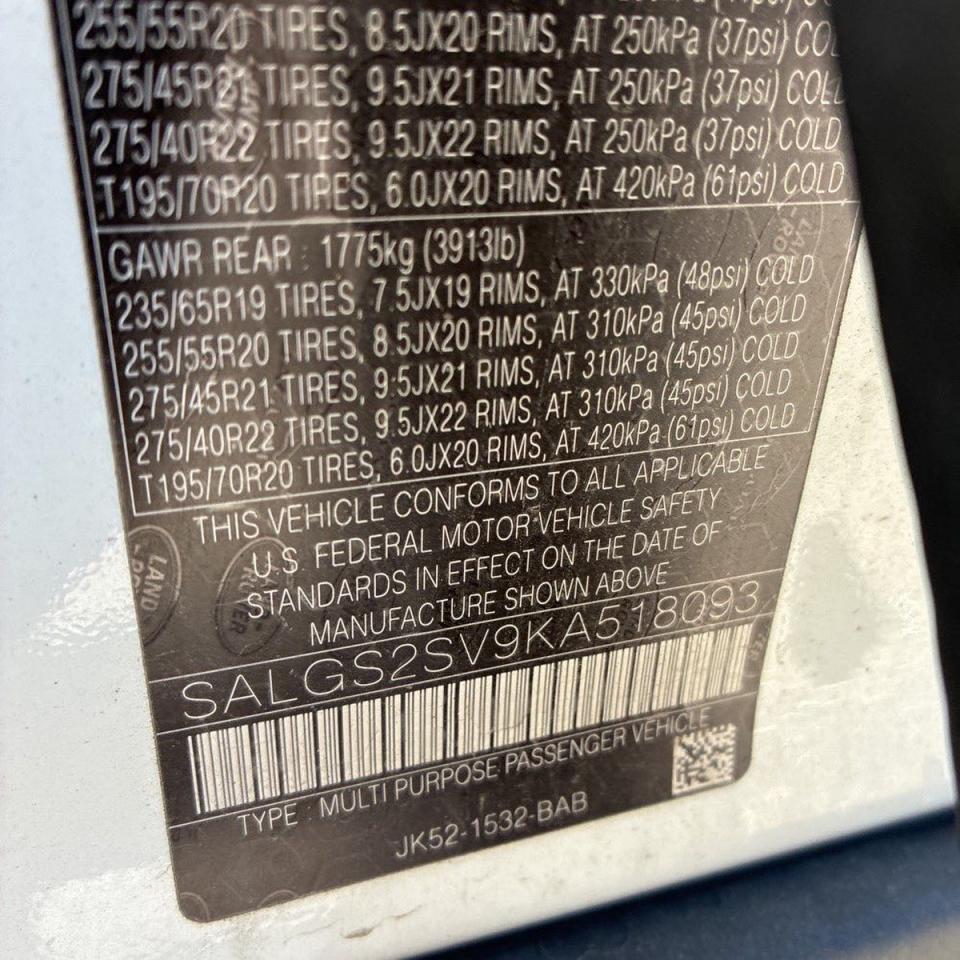 255/55R20 TIRES, 8.5JX20 RIMS, AT 250kPa (37psi) COL
275/45R21 TIRES, 9.5JX21 RIMS, AT 250kPa (37psi) COLD
275/40R22 TIRES, 9.5JX22 RIMS, AT 250kPa (37psi) COLD
T195/70R20 TIRES, 6.0JX20 RIMS, AT 420kPa (61psi) COLD
GAWR REAR : 1775kg (3913lb)
235/65R19 TIRES, 7.5JX19 RIMS, AT 330kPa (48psi) COLD
255/55R20 TIRES, 8.5JX20 RIMS, AT 310kPa (45psi) COLD
275/45R21 TIRES, 9.5JX21 RIMS, AT 310kPa (45psi) COLD
275/40R22 TIRES, 9.5JX22 RIMS, AT 310kPa (45psi) COLD
T195/70R20 TIRES, 6.0JX20 RIMS, AT 420kPa (61psi) COLD
THIS VEHICLE CONFORMS TO ALL APPLICABLE
U.S. FEDERAL MOTOR VEHICLE SAFETY
STANDARDS IN EFFECT ON THE DATE OF
MANUFACTURE SHOWN ABOVE
LAND
ROVER
SALGS2SV9KA518093
TYPE : MULTI PURPOSE PASSENGER VEHICLE
JK52-1532-BAB